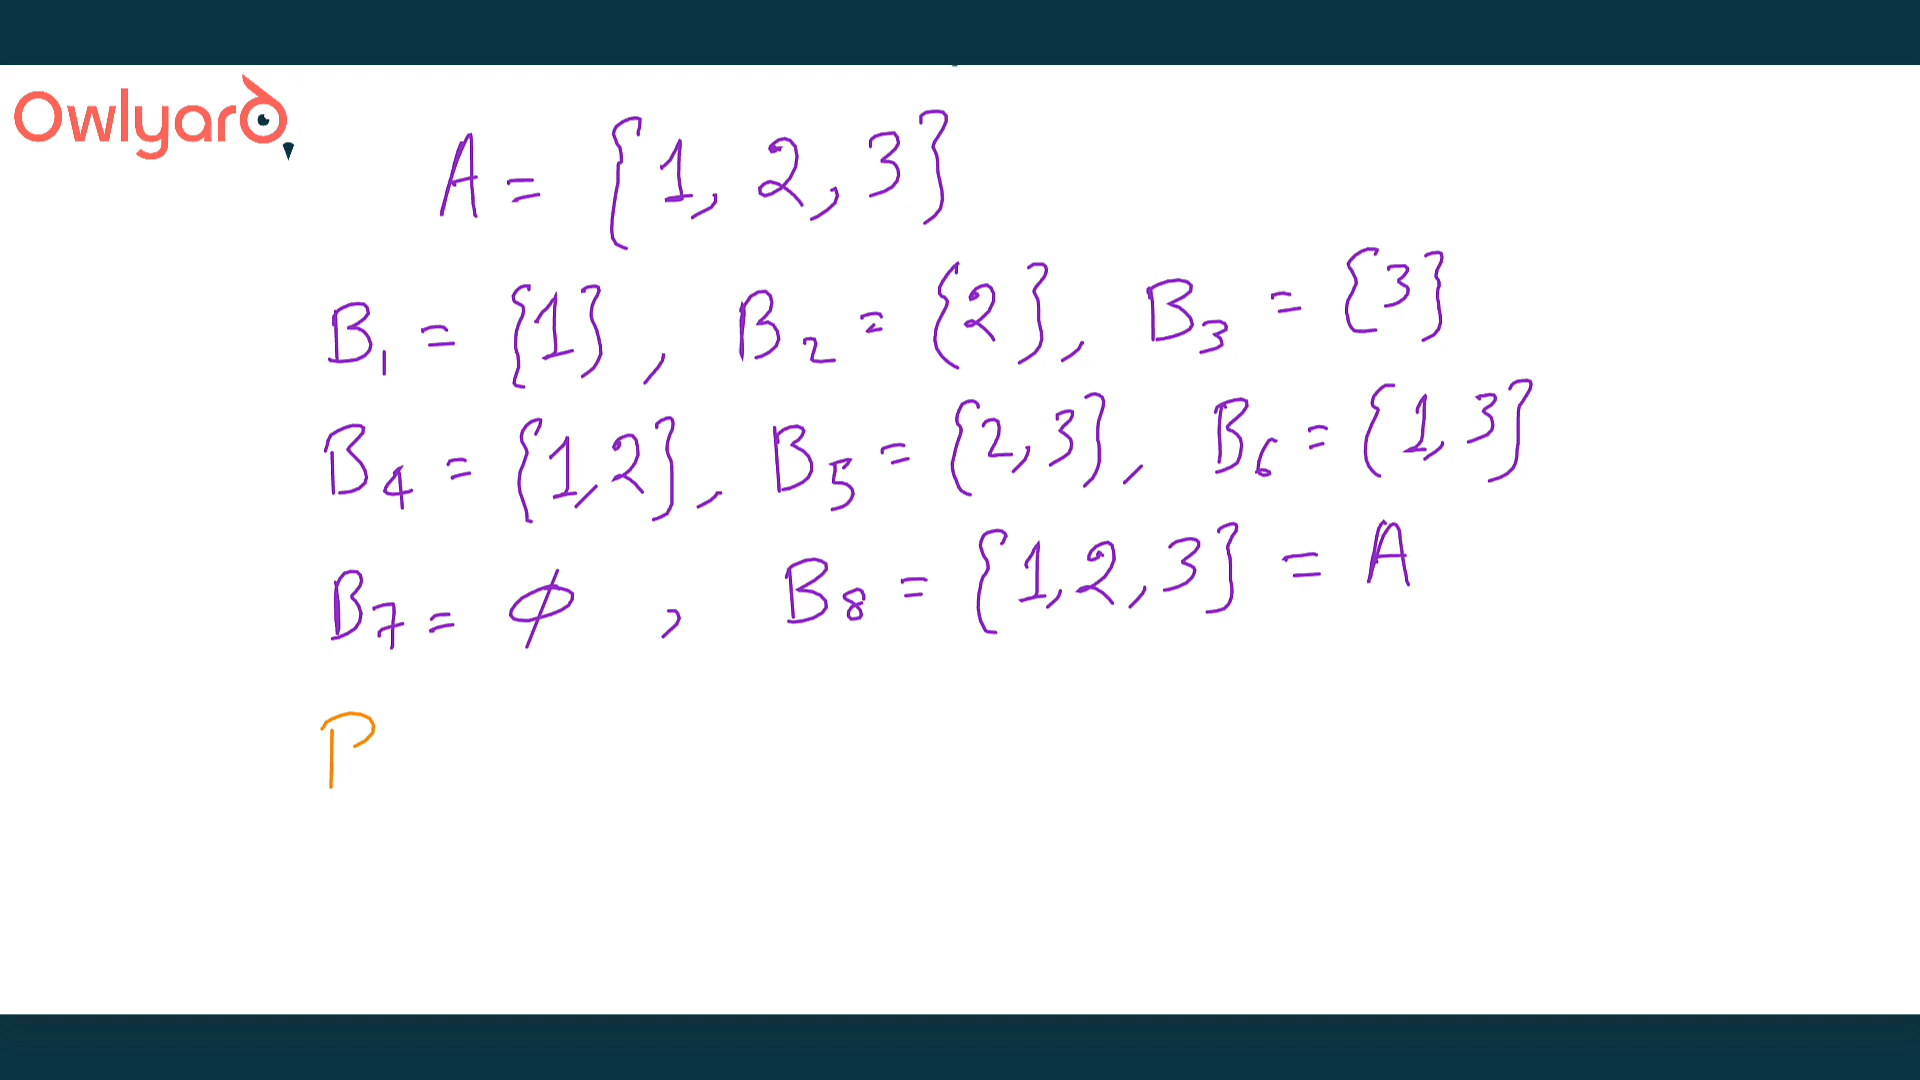 Owlyard
A = {1, 2, 3}
B₁ = {1}, B₂ = {2}, B₃ = {3}
B₄ = {1,2}, B₅ = {2,3}, B₆ = {1,3}
B₇ = ϕ, B₈ = {1,2,3} = A
P